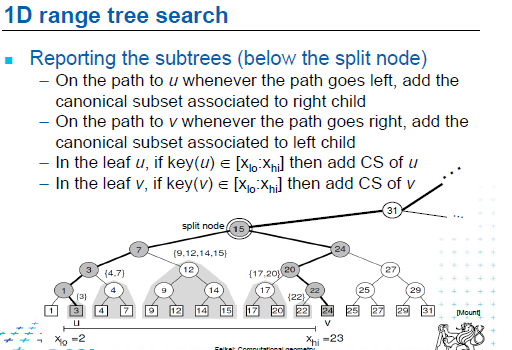 1D range tree search
Reporting the subtrees (below the split node)
– On the path to u whenever the path goes left, add the
canonical subset associated to right child
– On the path to v whenever the path goes right, add the
canonical subset associated to left child
– In the leaf u, if key(u) ∈ [xlo:xhi] then add CS of u
– In the leaf v, if key(v) ∈ [xlo:xhi] then add CS of v
31 ...
split node 15
7 24
{9,12,14,15}
3 {4,7} 12 {17,20} 20 27
1 {3} 4 9 14 17 {22} 22 25 29
1 3 4 7 9 12 14 15 17 20 22 24 25 27 29 31 [Mount]
u v
xlo =2 xhi =23
Felkel: Computational geometry